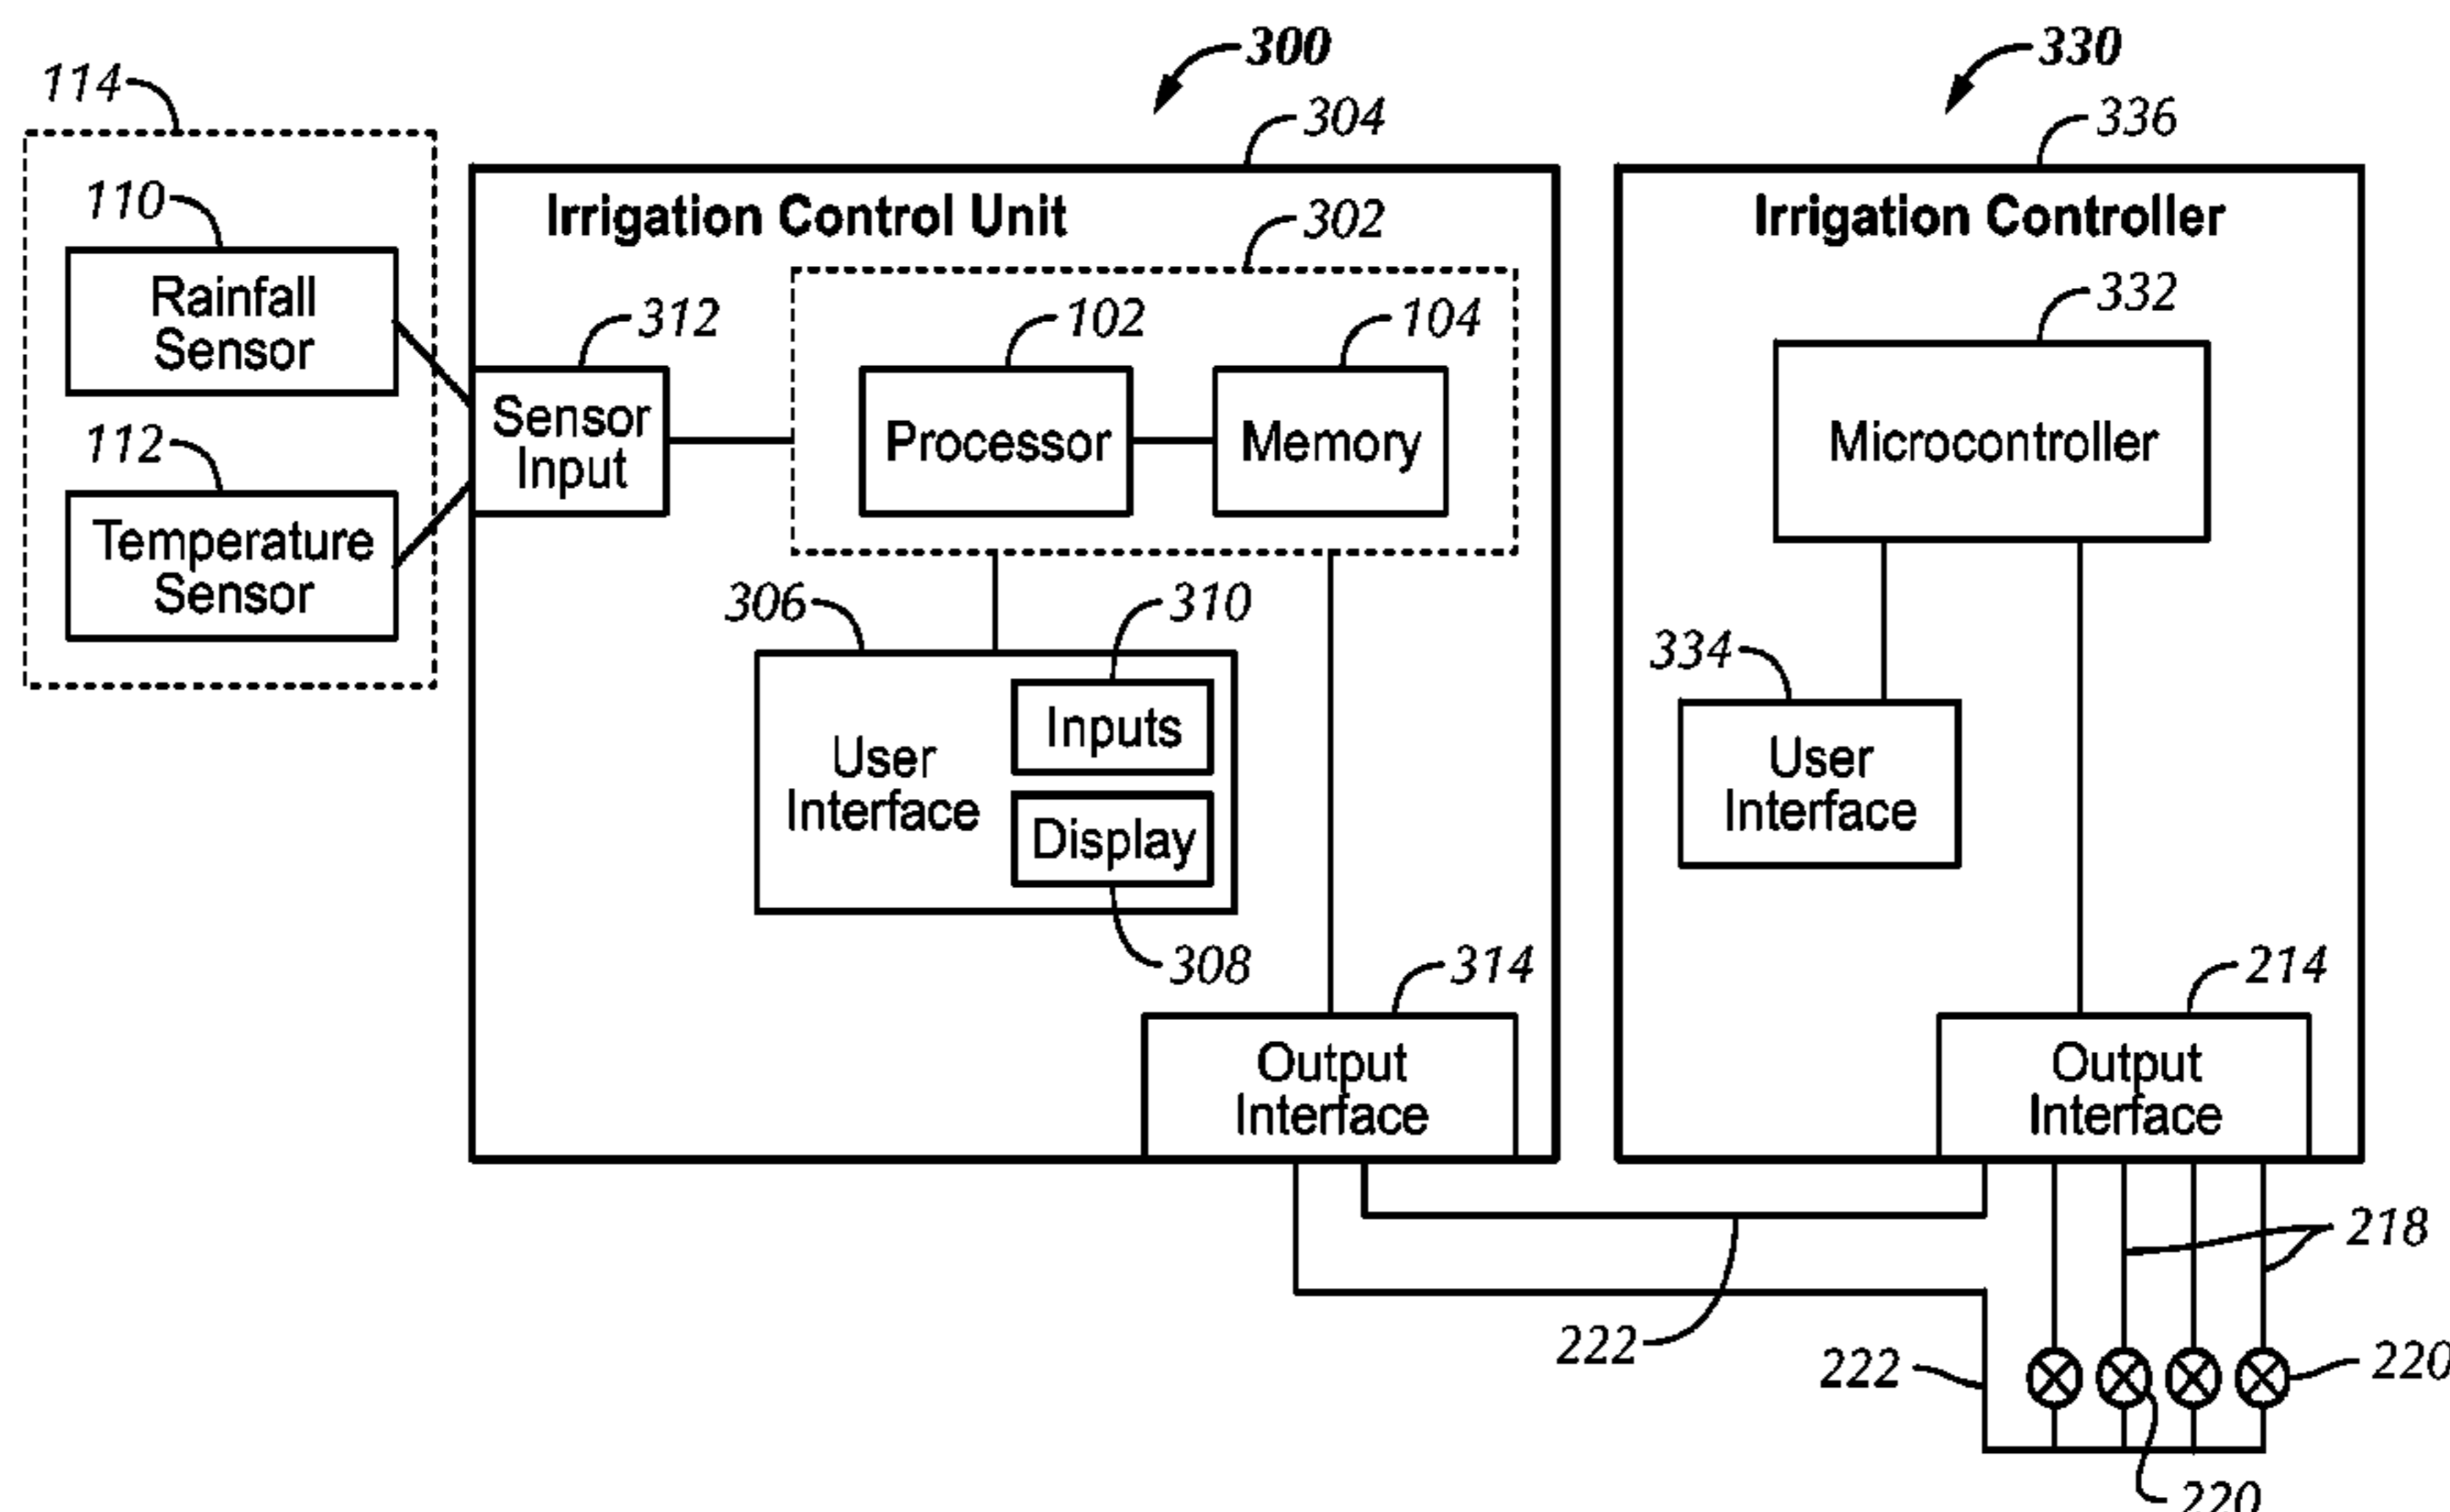 300
330
114
304
336
110
Irrigation Control Unit
302
Irrigation Controller
Rainfall
Sensor
312
102
104
332
112
Sensor
Input
Processor
Memory
Microcontroller
Temperature
Sensor
306
310
334
User
Interface
Inputs
Display
User
Interface
308
314
214
Output
Interface
Output
Interface
218
222
222
220
220